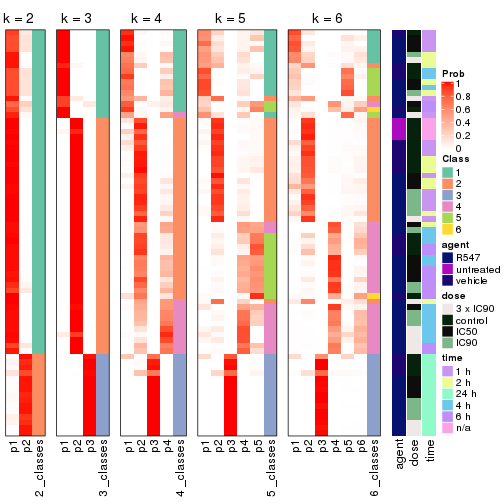 k = 2
k = 3
k = 4
k = 5
k = 6
Prob
1
0.8
0.6
0.4
0.2
0
Class
1
2
3
4
5
6
agent
R547
untreated
vehicle
dose
3 x IC90
control
IC50
IC90
time
1 h
2 h
24 h
4 h
6 h
n/a
p1
p2
2_classes
p1
p2
p3
3_classes
p1
p2
p3
p4
4_classes
p1
p2
p3
p4
p5
5_classes
p1
p2
p3
p4
p5
p6
6_classes
agent
dose
time